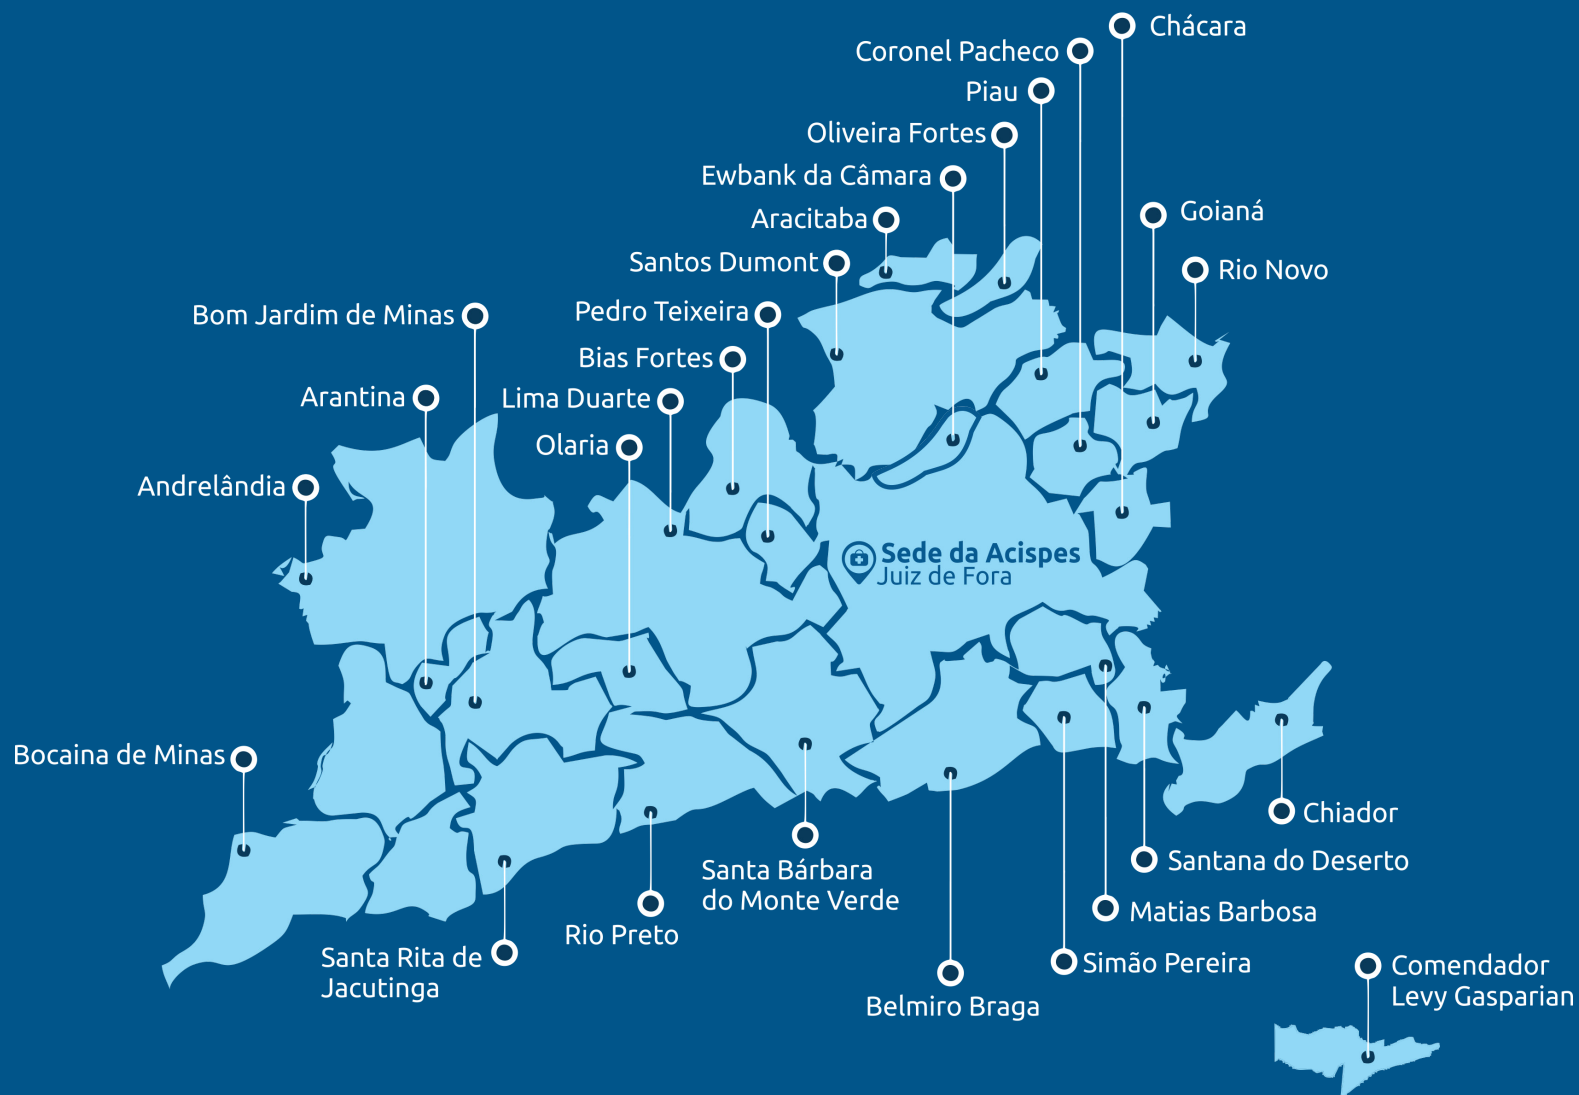 Chácara
Coronel Pacheco
Piau
Oliveira Fortes
Ewbank da Câmara
Goianá
Aracitaba
Santos Dumont
Rio Novo
Bom Jardim de Minas
Pedro Teixeira
Bias Fortes
Arantina
Lima Duarte
Olaria
Andrelândia
Sede da Acispes
Juiz de Fora
Bocaina de Minas
Chiador
Santana do Deserto
Santa Bárbara
do Monte Verde
Matias Barbosa
Rio Preto
Santa Rita de
Jacutinga
Simão Pereira
Comendador
Levy Gasparian
Belmiro Braga